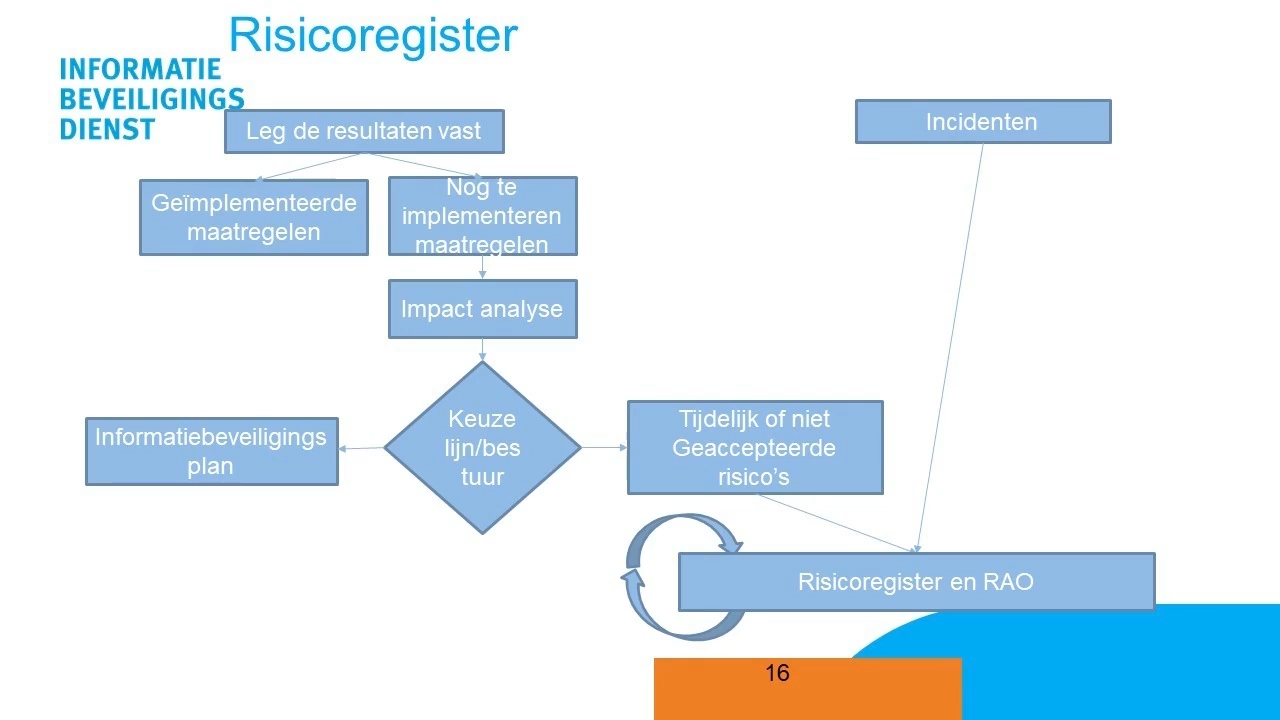 Risicoregister
INFORMATIE
BEVEILIGINGS
DIENST
Leg de resultaten vast
Incidenten
Geïmplementeerde
maatregelen
Nog te
implementeren
maatregelen
Impact analyse
Keuze
lijn/bes
tuur
Informatiebeveiligings
plan
Tijdelijk of niet
Geaccepteerde
risico’s
Risicoregister en RAO
16